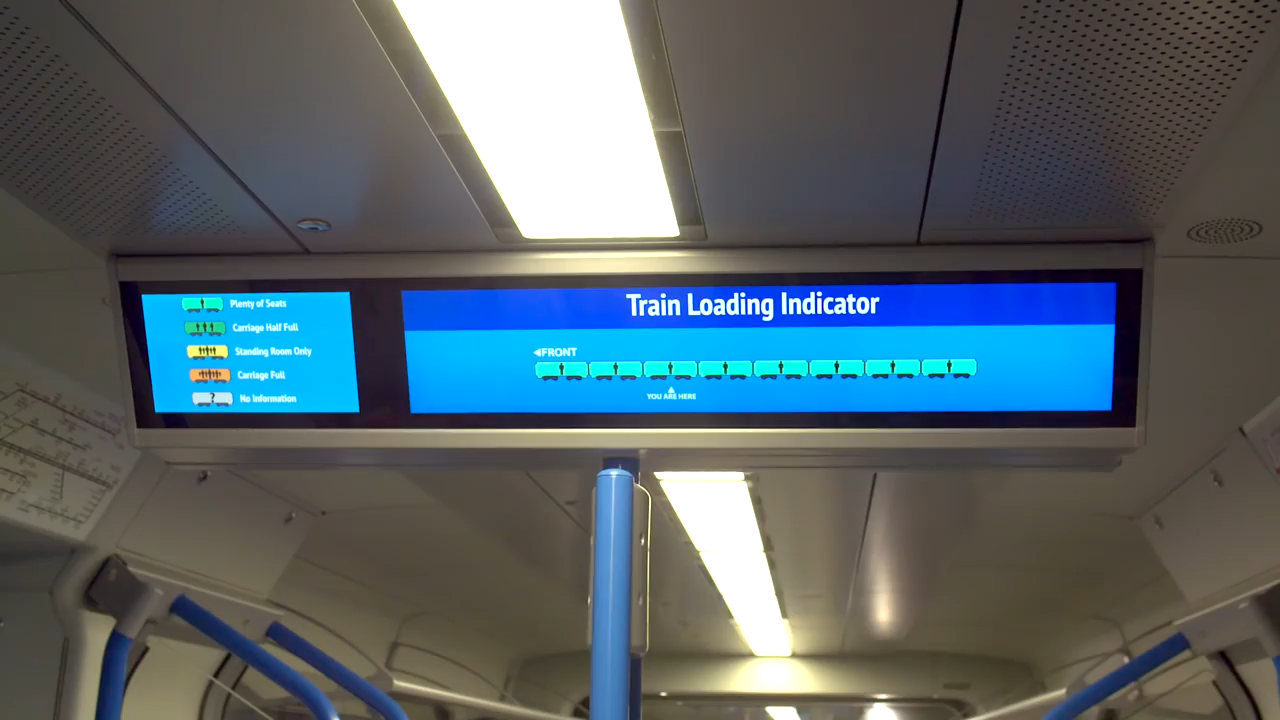 Plenty of Seats
Carriage Half Full
Standing Room Only
Carriage Full
? No Information
Train Loading Indicator
◀FRONT
YOU ARE HERE